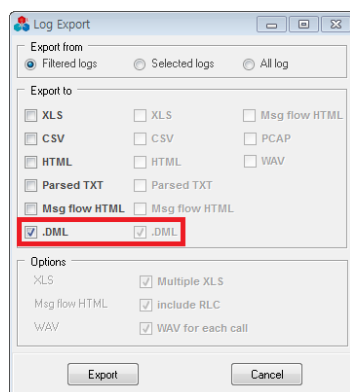 Log Export
Export from
Filtered logs Selected logs All log
Export to
XLS XLS Msg flow HTML
CSV CSV PCAP
HTML HTML WAV
Parsed TXT Parsed TXT
Msg flow HTML Msg flow HTML
.DML .DML
Options
XLS Multiple XLS
Msg flow HTML include RLC
WAV WAV for each call
Export Cancel